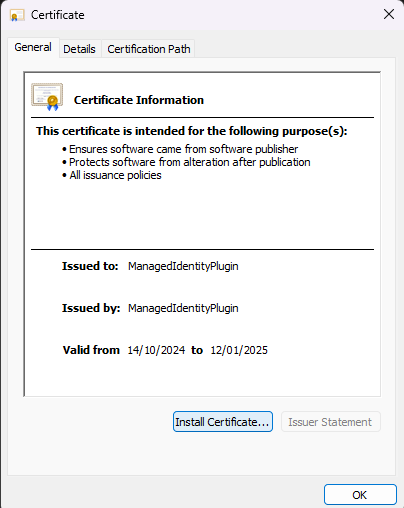 Certificate
General Details Certification Path
Certificate Information
This certificate is intended for the following purpose(s):
• Ensures software came from software publisher
• Protects software from alteration after publication
• All issuance policies
Issued to: ManagedIdentityPlugin
Issued by: ManagedIdentityPlugin
Valid from 14/10/2024 to 12/01/2025
Install Certificate... Issuer Statement
OK